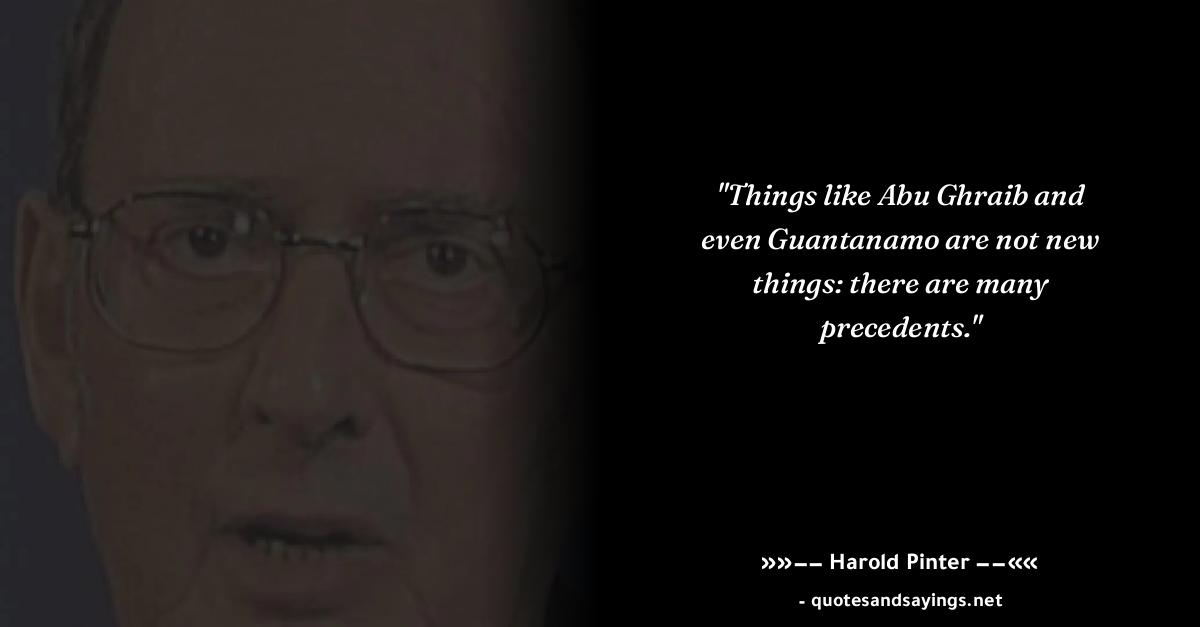 "Things like Abu Ghraib and
even Guantanamo are not new
things: there are many
precedents."
»»–– Harold Pinter ––««
- quotesandsayings.net